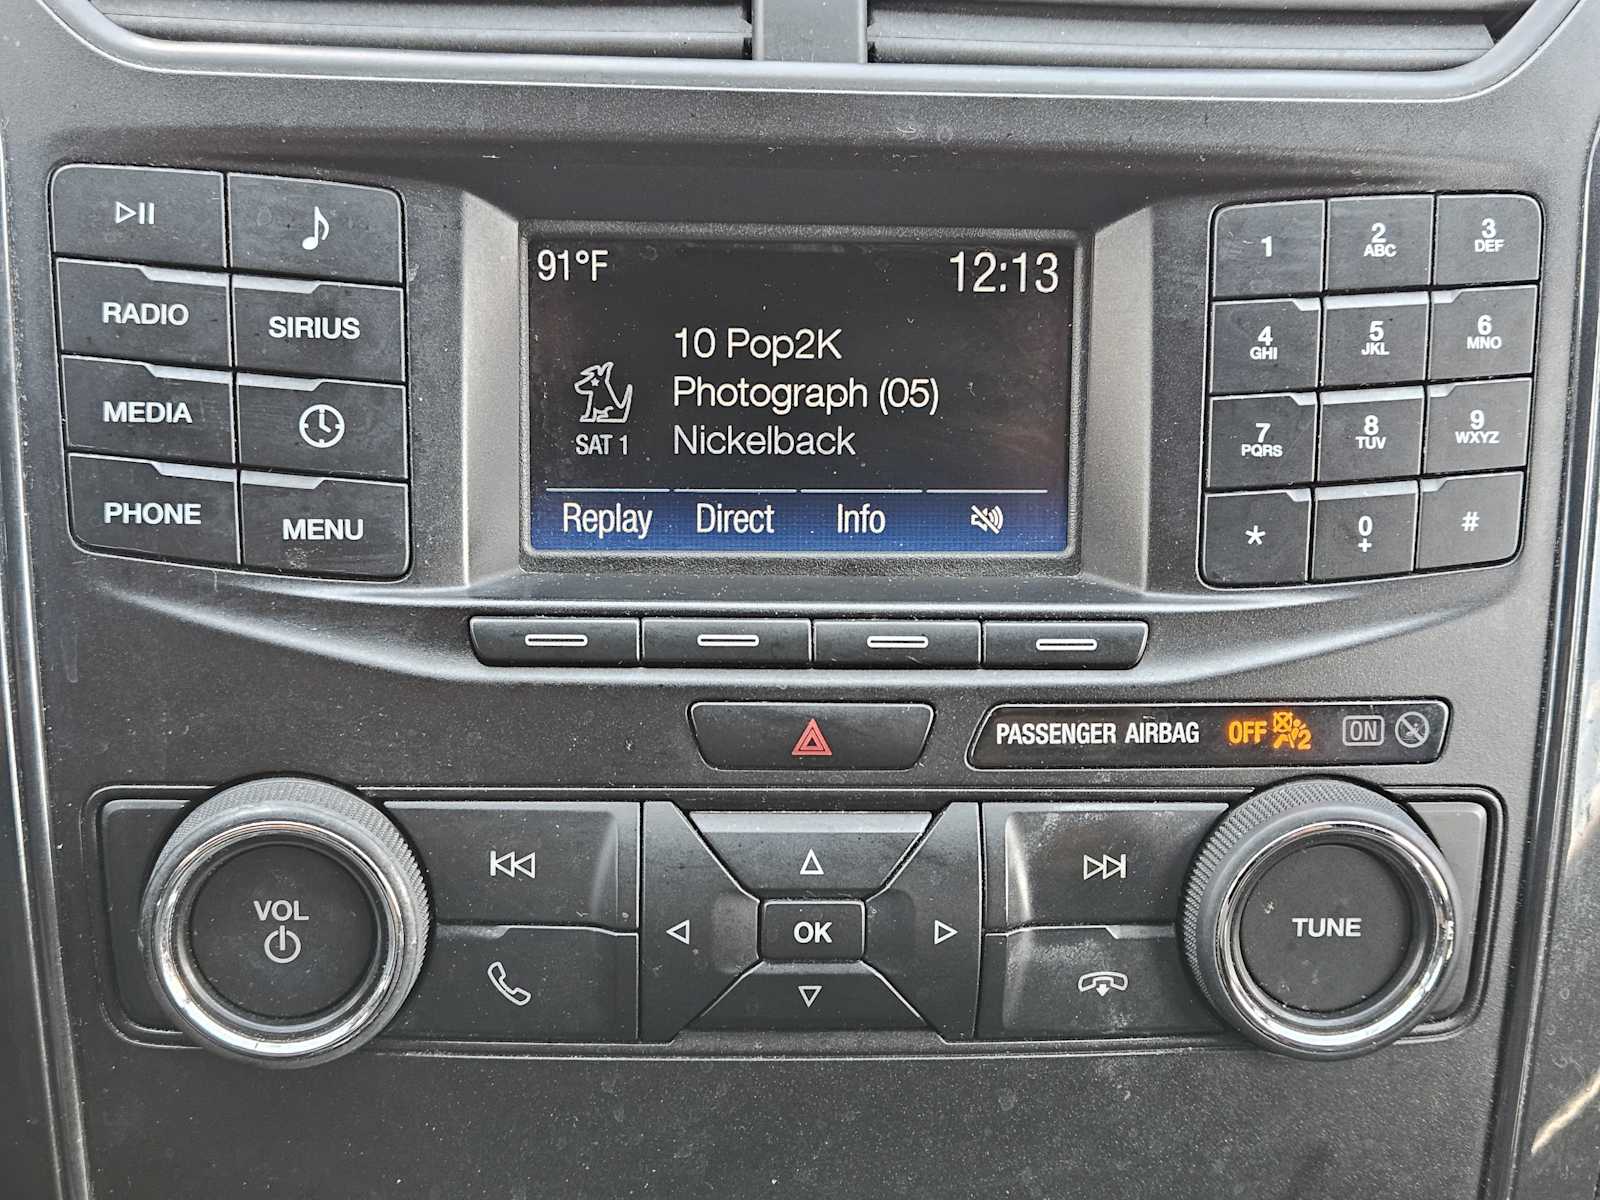 91°F 12:13
10 Pop2K
Photograph (05)
SAT 1 Nickelback
Replay Direct Info
RADIO
SIRIUS
MEDIA
PHONE
MENU
1
2 ABC
3 DEF
4 GHI
5 JKL
6 MNO
7 PQRS
8 TUV
9 WXYZ
*
0 +
#
PASSENGER AIRBAG OFF 2 ON
VOL
OK
TUNE